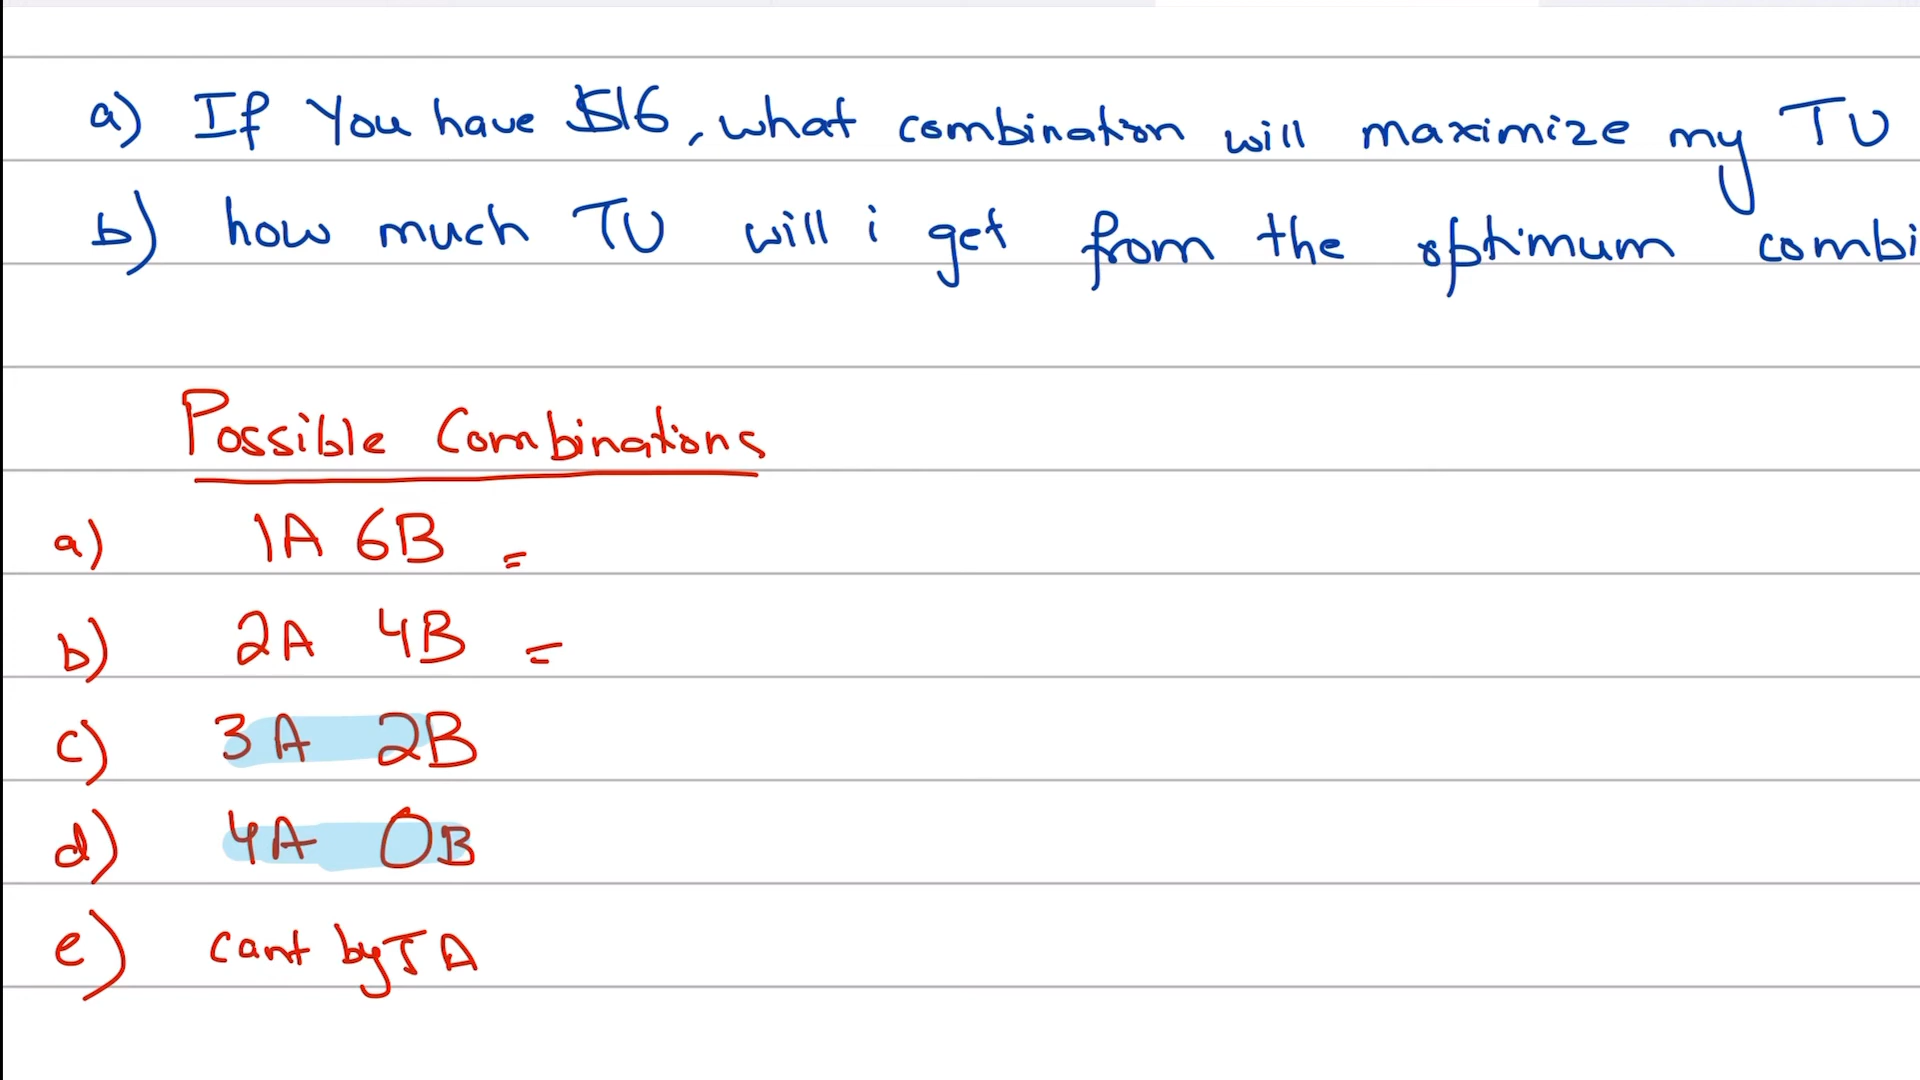 a) If You have $16, what combination will maximize my TU
b) how much TU will i get from the optimum combi
Possible Combinations
a) 1A 6B =
b) 2A 4B =
c) 3A 2B
d) 4A 0B
e) cant by 5 A